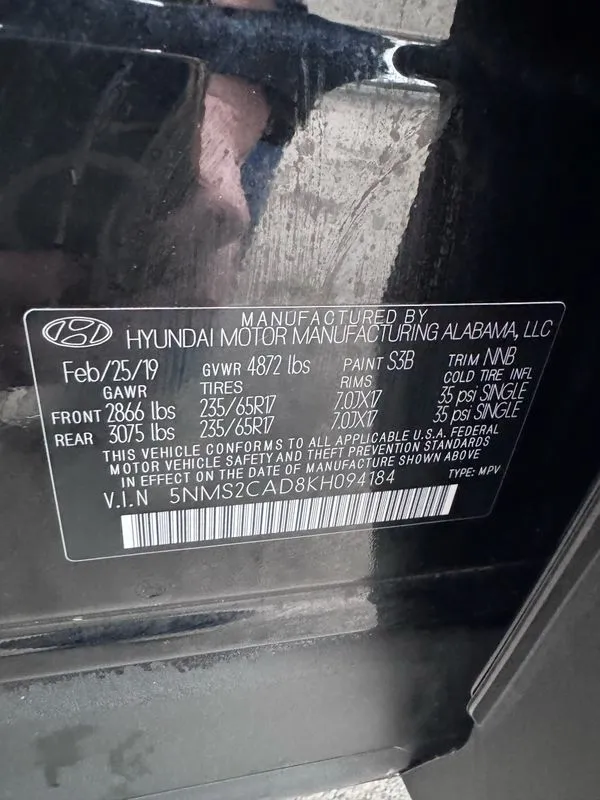 MANUFACTURED BY
HYUNDAI MOTOR MANUFACTURING ALABAMA, LLC
Feb/25/19 GVWR 4872 lbs PAINT S3B TRIM NNB
GAWR TIRES RIMS COLD TIRE INFL
FRONT 2866 lbs 235/65R17 7.0JX17 35 psi SINGLE
REAR 3075 lbs 235/65R17 7.0JX17 35 psi SINGLE
THIS VEHICLE CONFORMS TO ALL APPLICABLE U.S.A. FEDERAL
MOTOR VEHICLE SAFETY AND THEFT PREVENTION STANDARDS
IN EFFECT ON THE DATE OF MANUFACTURE SHOWN ABOVE
V.I.N 5NMS2CAD8KH094184 TYPE: MPV